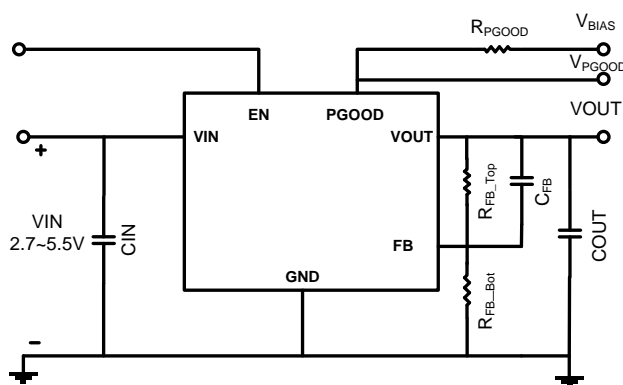 RPGOOD
VBIAS
VPGOOD
EN
PGOOD
VOUT
VIN
VOUT
+
RFB_Top
CFB
VIN
2.7~5.5V
CIN
FB
COUT
GND
RFB_Bot
-